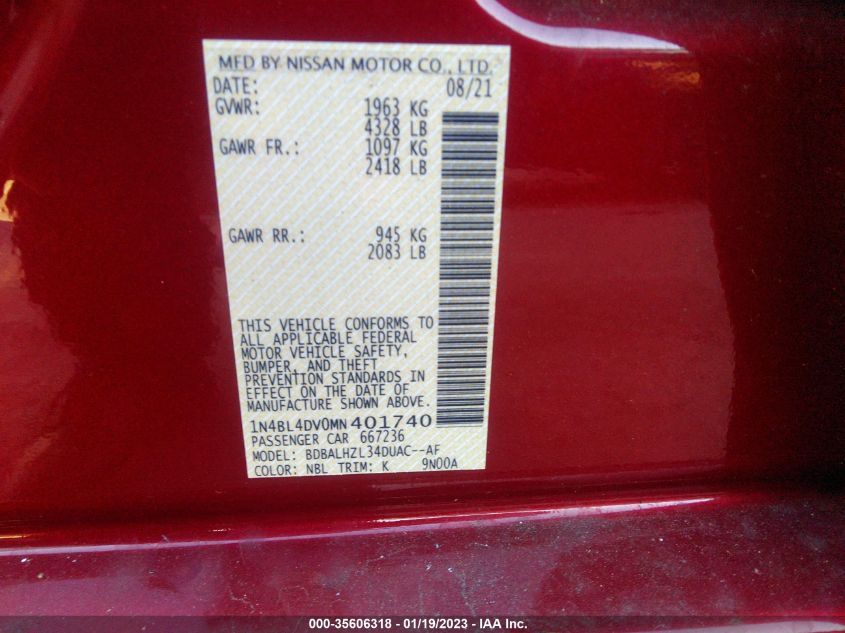 MFD BY NISSAN MOTOR CO., LTD.
DATE: 08/21
GVWR: 1963 KG
4328 LB
GAWR FR.: 1097 KG
2418 LB
GAWR RR.: 945 KG
2083 LB
THIS VEHICLE CONFORMS TO
ALL APPLICABLE FEDERAL
MOTOR VEHICLE SAFETY,
BUMPER, AND THEFT
PREVENTION STANDARDS IN
EFFECT ON THE DATE OF
MANUFACTURE SHOWN ABOVE.
1N4BL4DV0MN401740
PASSENGER CAR 667236
MODEL: BDBALHZL34DUAC--AF
COLOR: NBL TRIM: K 9N00A
000-35606318 - 01/19/2023 - IAA Inc.